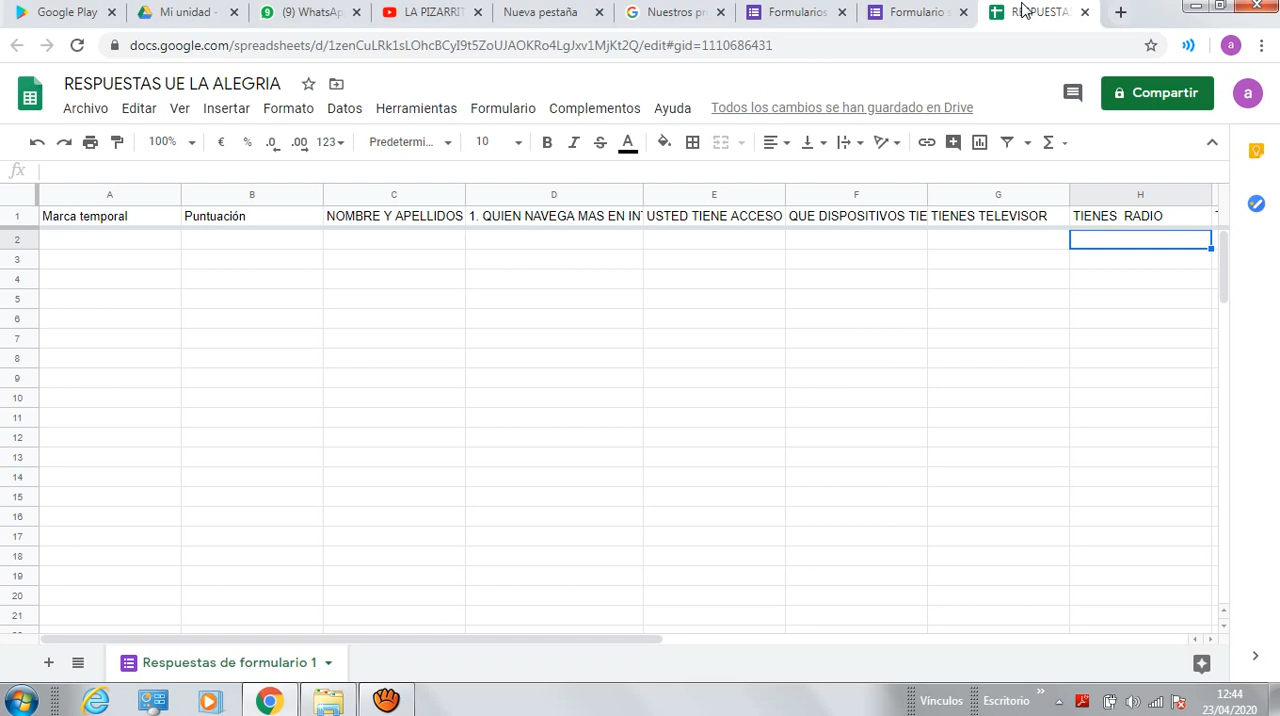 Google Play
Mi unidad -
(9) WhatsAp
LA PIZARRIT
Nueva pestaña
Nuestros pr
Formularios
Formulario s
RESPUESTAS
docs.google.com/spreadsheets/d/1zenCuLRk1sLOhcBCyI9t5ZoUJAOKRo4LgJxv1MjKt2Q/edit#gid=1110686431
a
RESPUESTAS UE LA ALEGRIA
Archivo Editar Ver Insertar Formato Datos Herramientas Formulario Complementos Ayuda
Todos los cambios se han guardado en Drive
Compartir
a
100% € % .0 .00 123 Predetermi... 10 B I S A Σ
fx
A B C D E F G H
1 Marca temporal Puntuación NOMBRE Y APELLIDOS 1. QUIEN NAVEGA MAS EN IN USTED TIENE ACCESO QUE DISPOSITIVOS TIE TIENES TELEVISOR TIENES RADIO
2
3
4
5
6
7
8
9
10
11
12
13
14
15
16
17
18
19
20
21
Respuestas de formulario 1
Vínculos Escritorio
12:44
23/04/2020